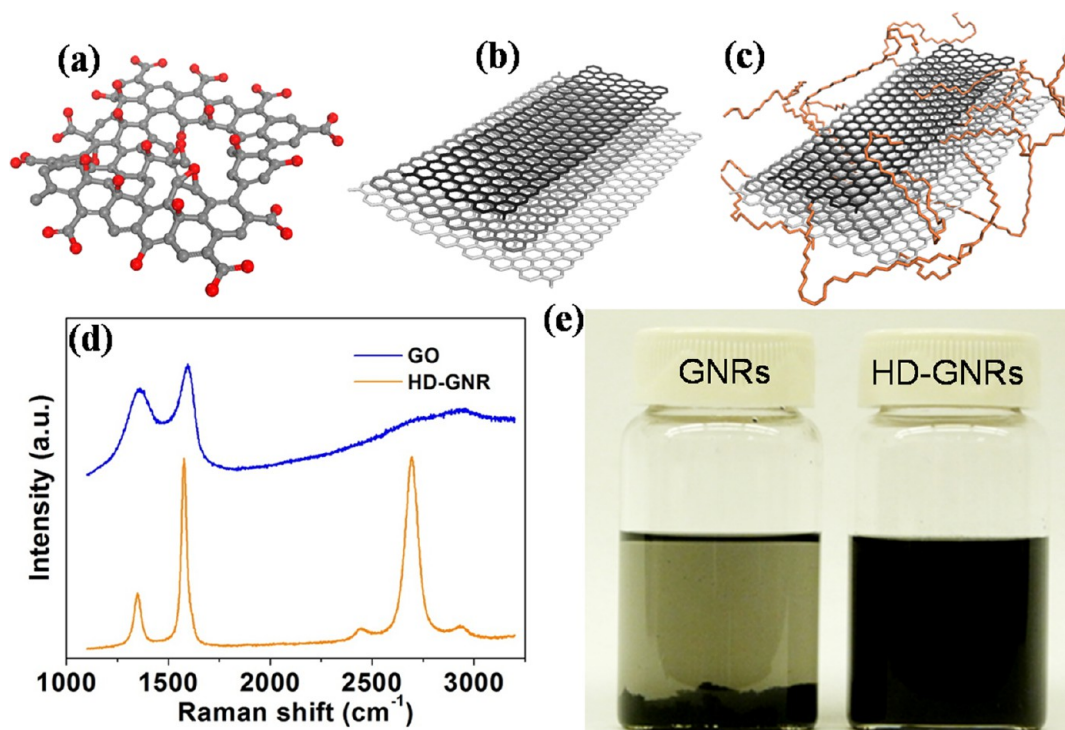 (a)
(b)
(c)
(d)
GO
HD-GNR
Intensity (a.u.)
1000 1500 2000 2500 3000
Raman shift (cm⁻¹)
(e)
GNRs
HD-GNRs